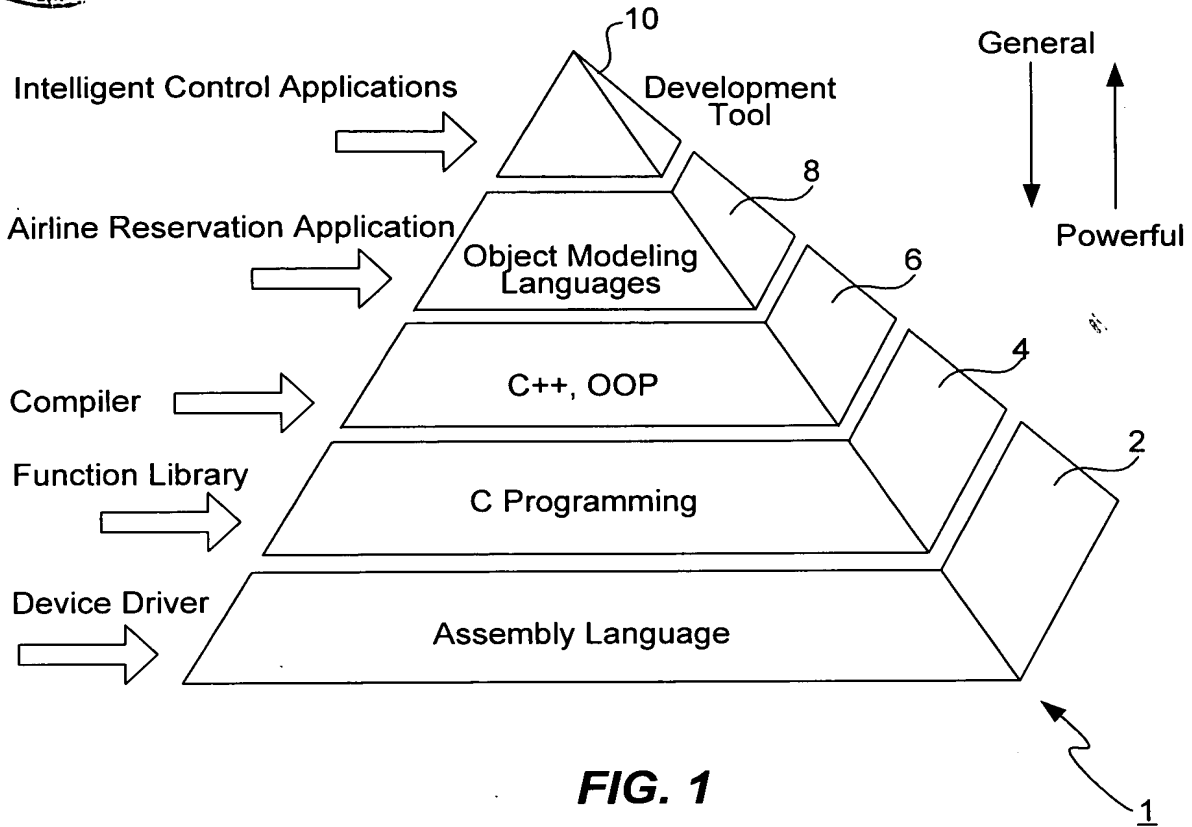 10
General
Intelligent Control Applications
Development
Tool
8
Airline Reservation Application
Powerful
Object Modeling
Languages
6
4
Compiler
C++, OOP
2
Function Library
C Programming
Device Driver
Assembly Language
FIG. 1
1